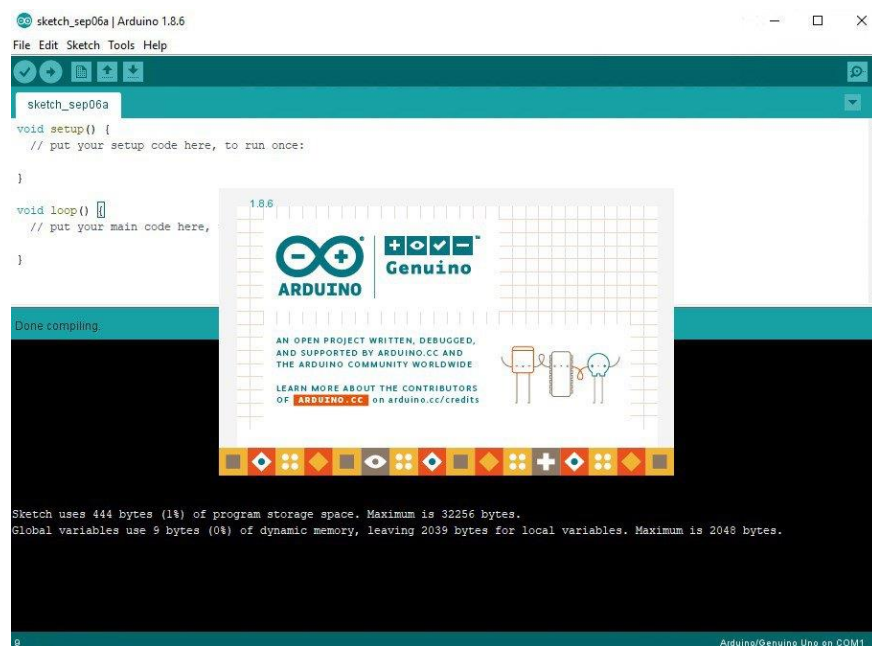 sketch_sep06a | Arduino 1.8.6
File Edit Sketch Tools Help
sketch_sep06a
void setup() {
// put your setup code here, to run once:
}
void loop() {
// put your main code here,
}
1.8.6
ARDUINO
Genuino
AN OPEN PROJECT WRITTEN, DEBUGGED,
AND SUPPORTED BY ARDUINO.CC AND
THE ARDUINO COMMUNITY WORLDWIDE
LEARN MORE ABOUT THE CONTRIBUTORS
OF ARDUINO.CC on arduino.cc/credits
Done compiling.
Sketch uses 444 bytes (1%) of program storage space. Maximum is 32256 bytes.
Global variables use 9 bytes (0%) of dynamic memory, leaving 2039 bytes for local variables. Maximum is 2048 bytes.
9
Arduino/Genuino Uno on COM1